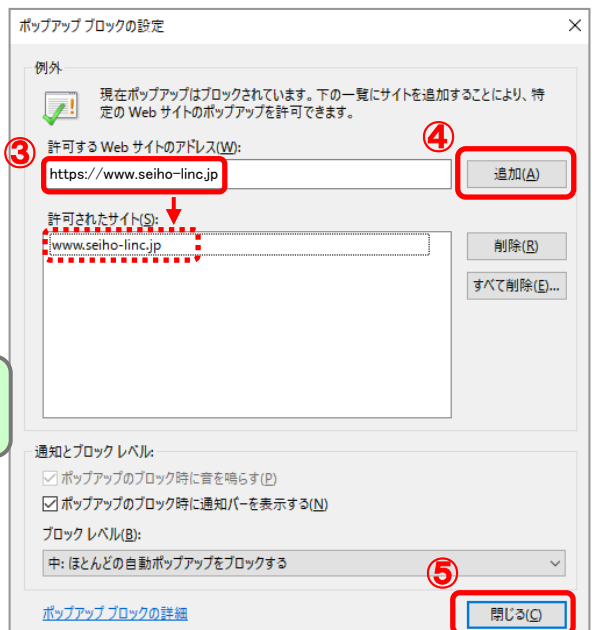 ポップアップ ブロックの設定
例外
現在ポップアップはブロックされています。下の一覧にサイトを追加することにより、特
定の Web サイトのポップアップを許可できます。
③
許可する Web サイトのアドレス(W):
④
https://www.seiho-linc.jp
追加(A)
許可されたサイト(S):
www.seiho-linc.jp
削除(R)
すべて削除(E)...
通知とブロック レベル:
ポップアップのブロック時に音を鳴らす(P)
ポップアップのブロック時に通知バーを表示する(N)
ブロック レベル(B):
中: ほとんどの自動ポップアップをブロックする
⑤
ポップアップ ブロックの詳細
閉じる(C)